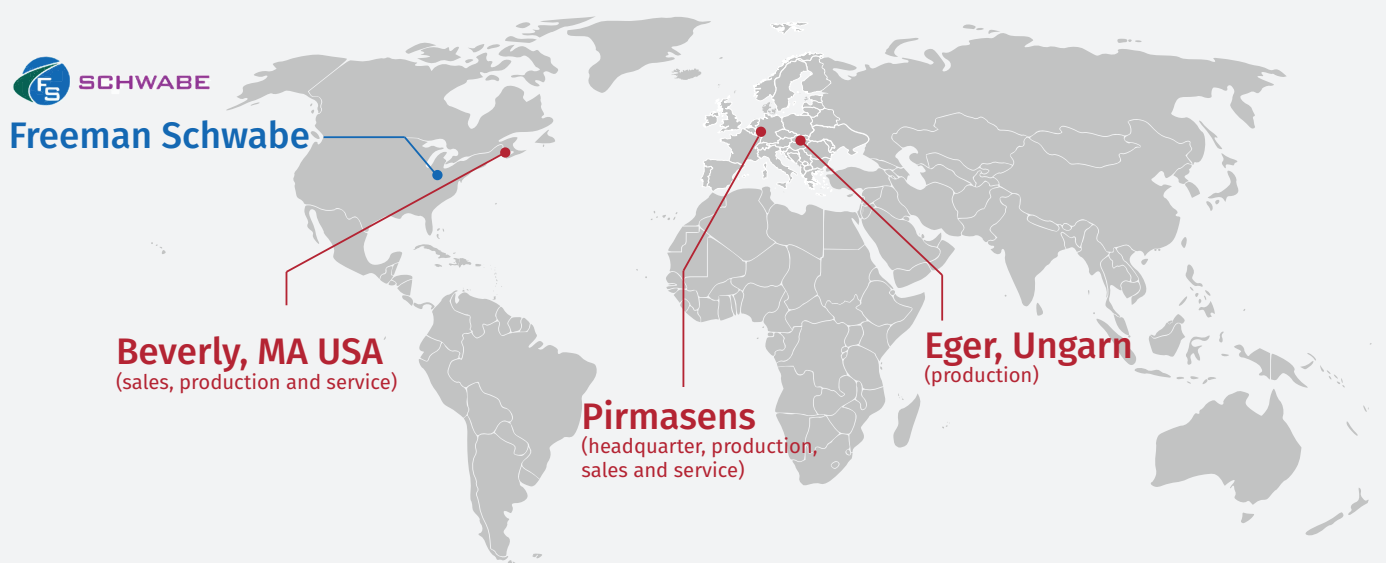 FS SCHWABE
Freeman Schwabe
Beverly, MA USA
(sales, production and service)
Eger, Ungarn
(production)
Pirmasens
(headquarter, production,
sales and service)